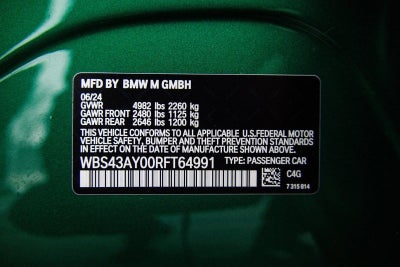 MFD BY BMW M GMBH
06/24
GVWR 4982 lbs 2260 kg
GAWR FRONT 2480 lbs 1125 kg
GAWR REAR 2646 lbs 1200 kg
THIS VEHICLE CONFORMS TO ALL APPLICABLE U.S.FEDERAL MOTOR
VEHICLE SAFETY, BUMPER AND THEFT PREVENTION STANDARDS IN
EFFECT ON THE DATE OF MANUFACTURE SHOWN ABOVE.
WBS43AY00RFT64991 TYPE: PASSENGER CAR
C4G
7 315 814